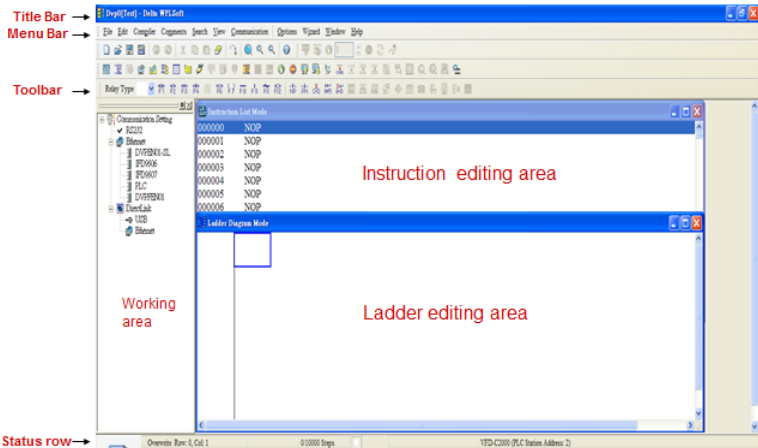 Title Bar
Dvp0[Test] - Delta WPLSoft
Menu Bar
File Edit Compiler Comments Search View Communication Options Wizard Window Help
Toolbar
Relay Type
Communication Setting
RS232
Ethernet
DVPEN01-SL
IFD9506
IFD9507
PLC
DVPFEN01
DirectLink
USB
Ethernet
Working
area
Instruction List Mode
000000 NOP
000001 NOP
000002 NOP
000003 NOP
000004 NOP
000005 NOP
000006 NOP
Instruction editing area
Ladder Diagram Mode
Ladder editing area
Status row
Overwrite Row: 0, Col: 1
0/10000 Steps
VFD-C2000 (PLC Station Address: 2)